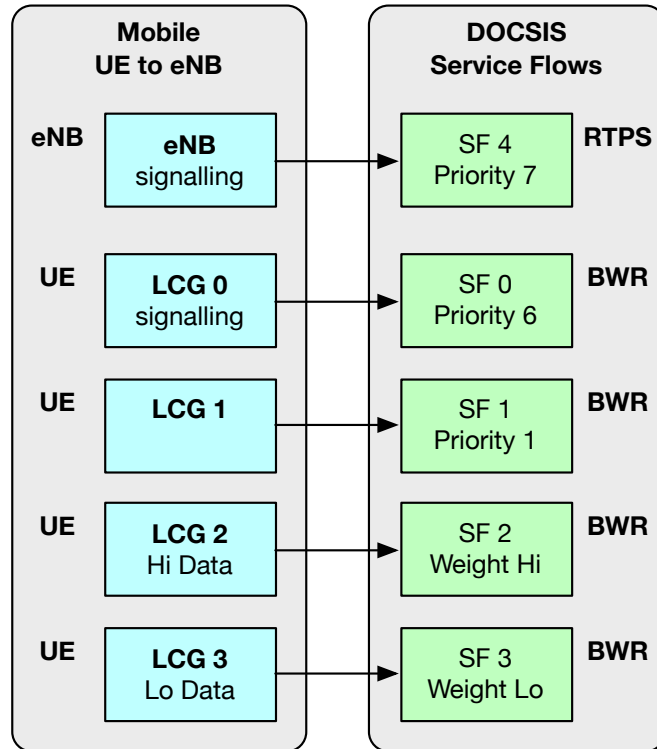 Mobile
UE to eNB
DOCSIS
Service Flows
eNB
eNB
signalling
SF 4
Priority 7
RTPS
UE
LCG 0
signalling
SF 0
Priority 6
BWR
UE
LCG 1
SF 1
Priority 1
BWR
UE
LCG 2
Hi Data
SF 2
Weight Hi
BWR
UE
LCG 3
Lo Data
SF 3
Weight Lo
BWR